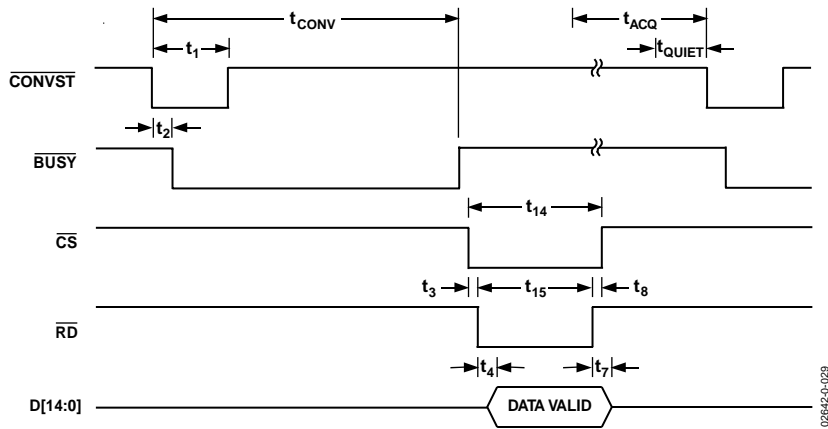 tCONV
tACQ
t1
tQUIET
CONVST
t2
BUSY
t14
CS
t3
t15
t8
RD
t4
t7
D[14:0]
DATA VALID
02642-0-029